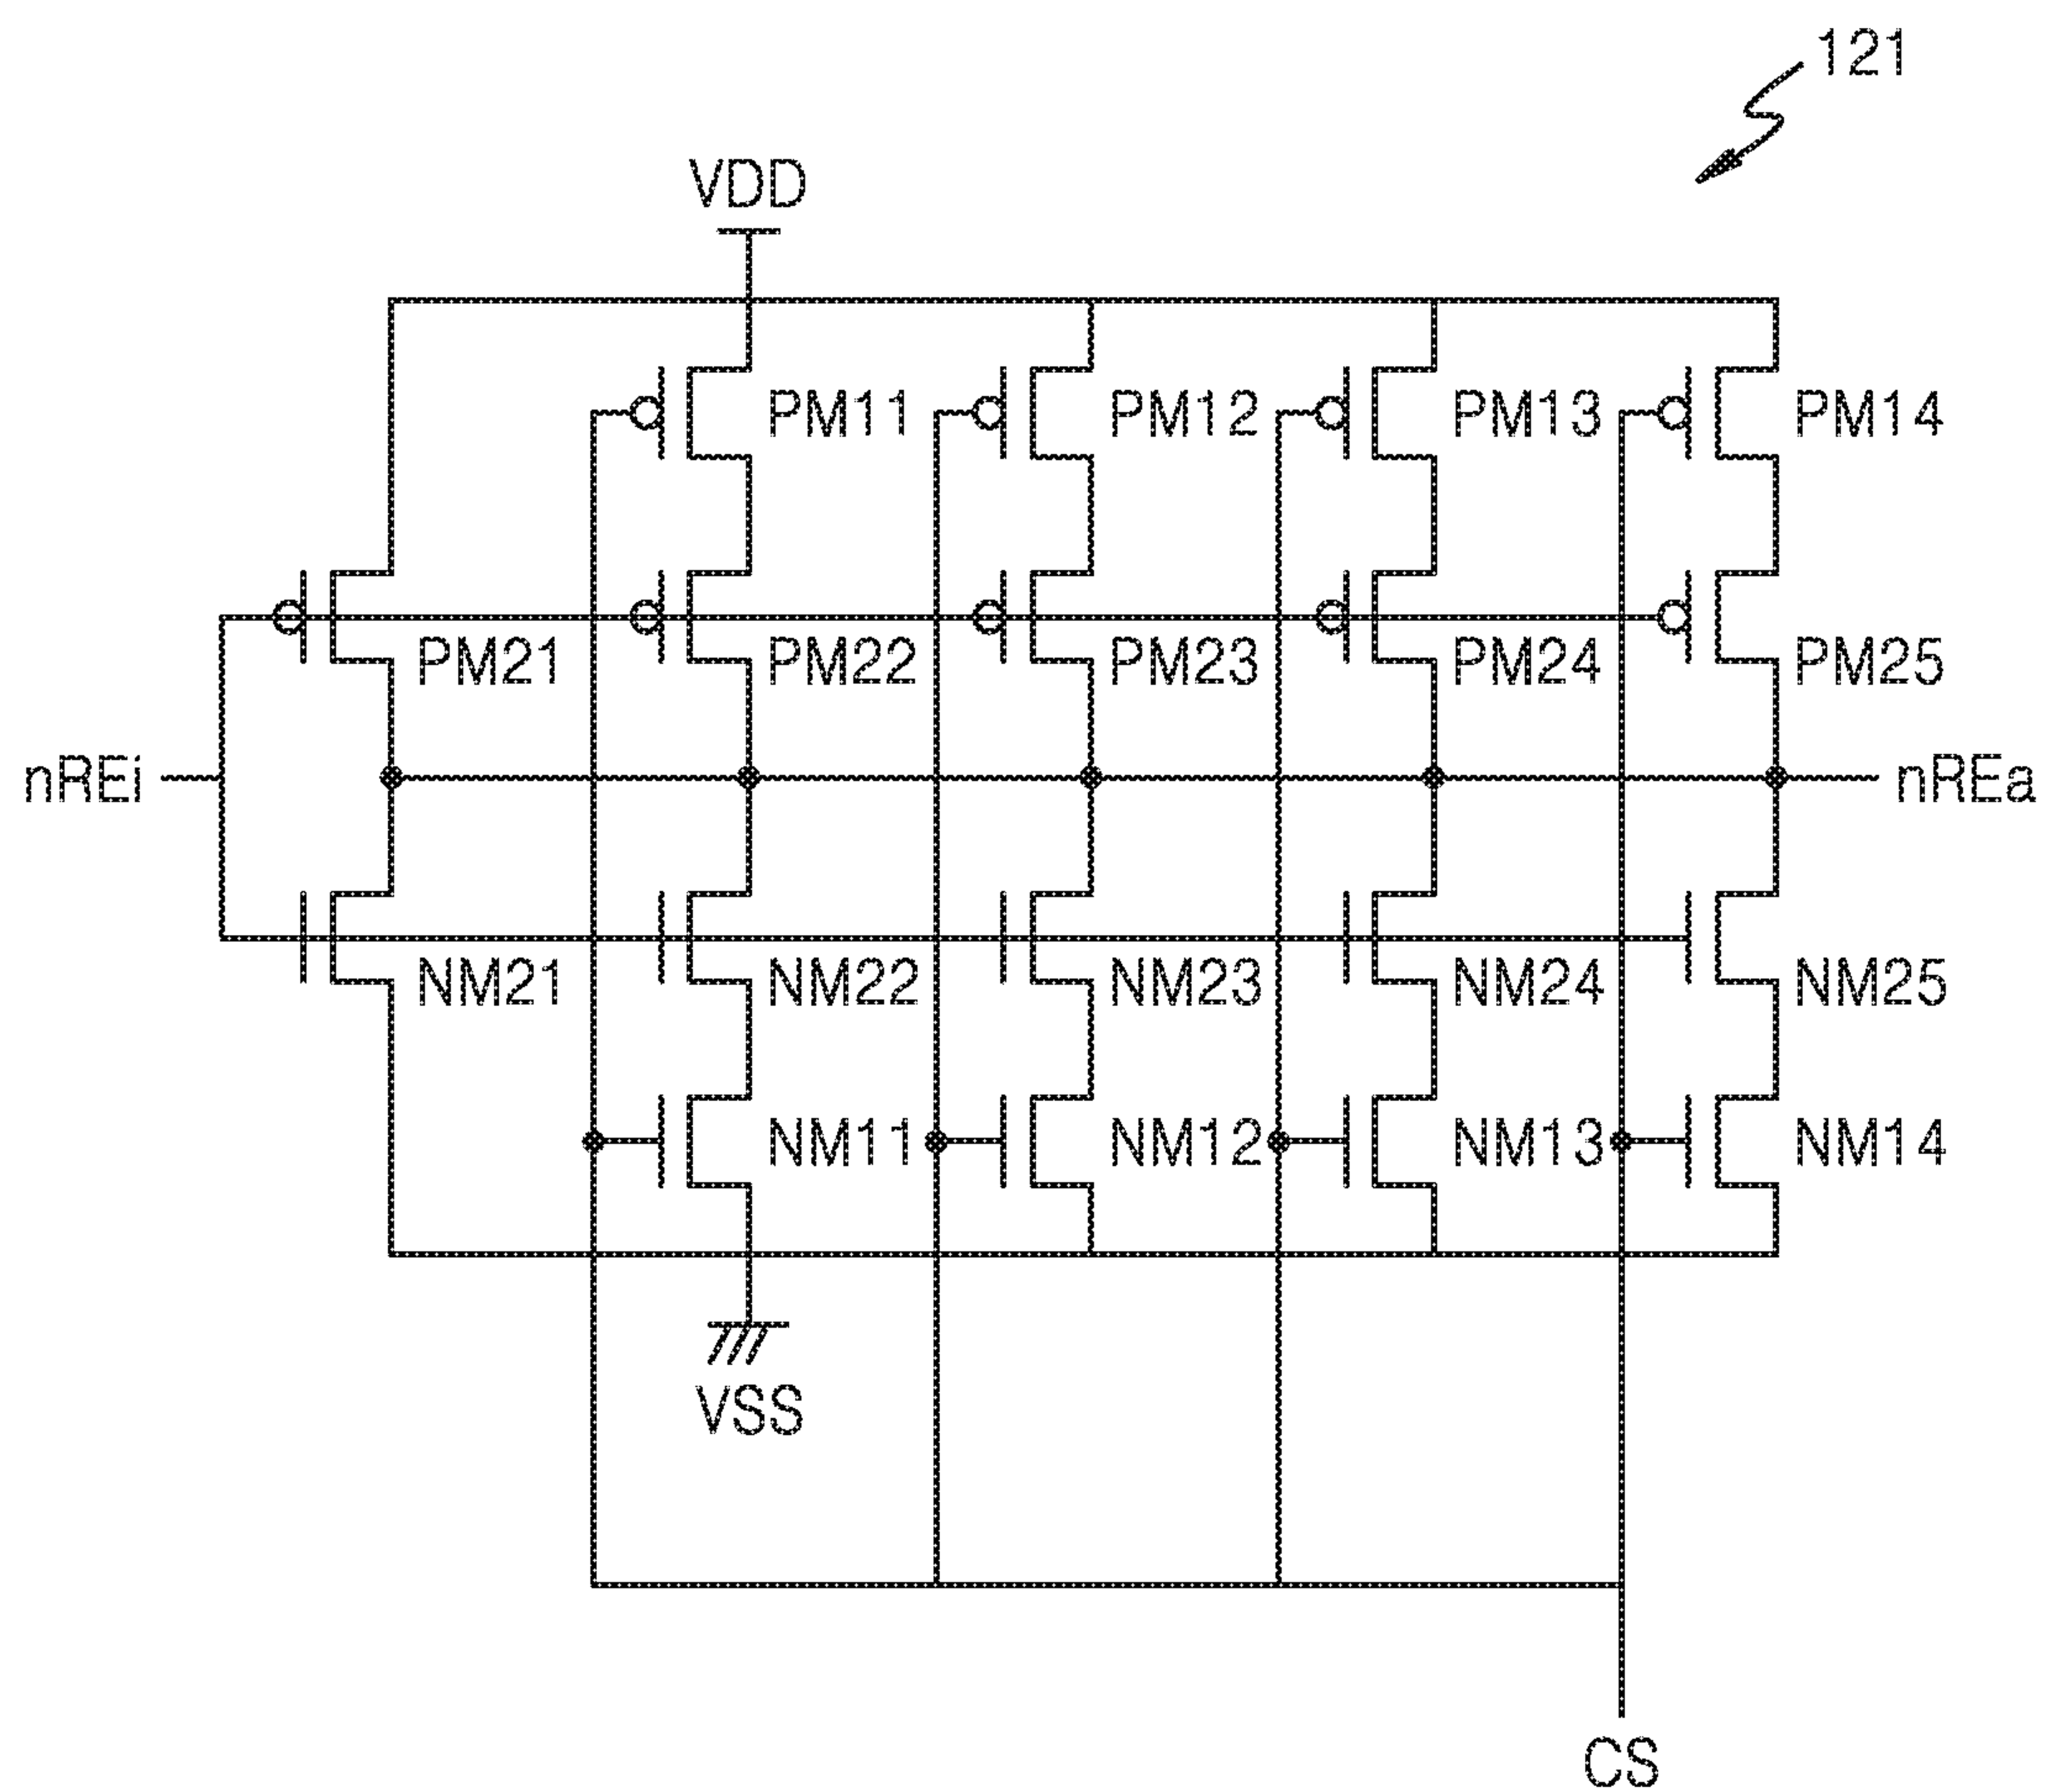 121
VDD
PM11 PM12 PM13 PM14
PM21 PM22 PM23 PM24 PM25
nREi nREa
NM21 NM22 NM23 NM24 NM25
NM11 NM12 NM13 NM14
VSS
CS